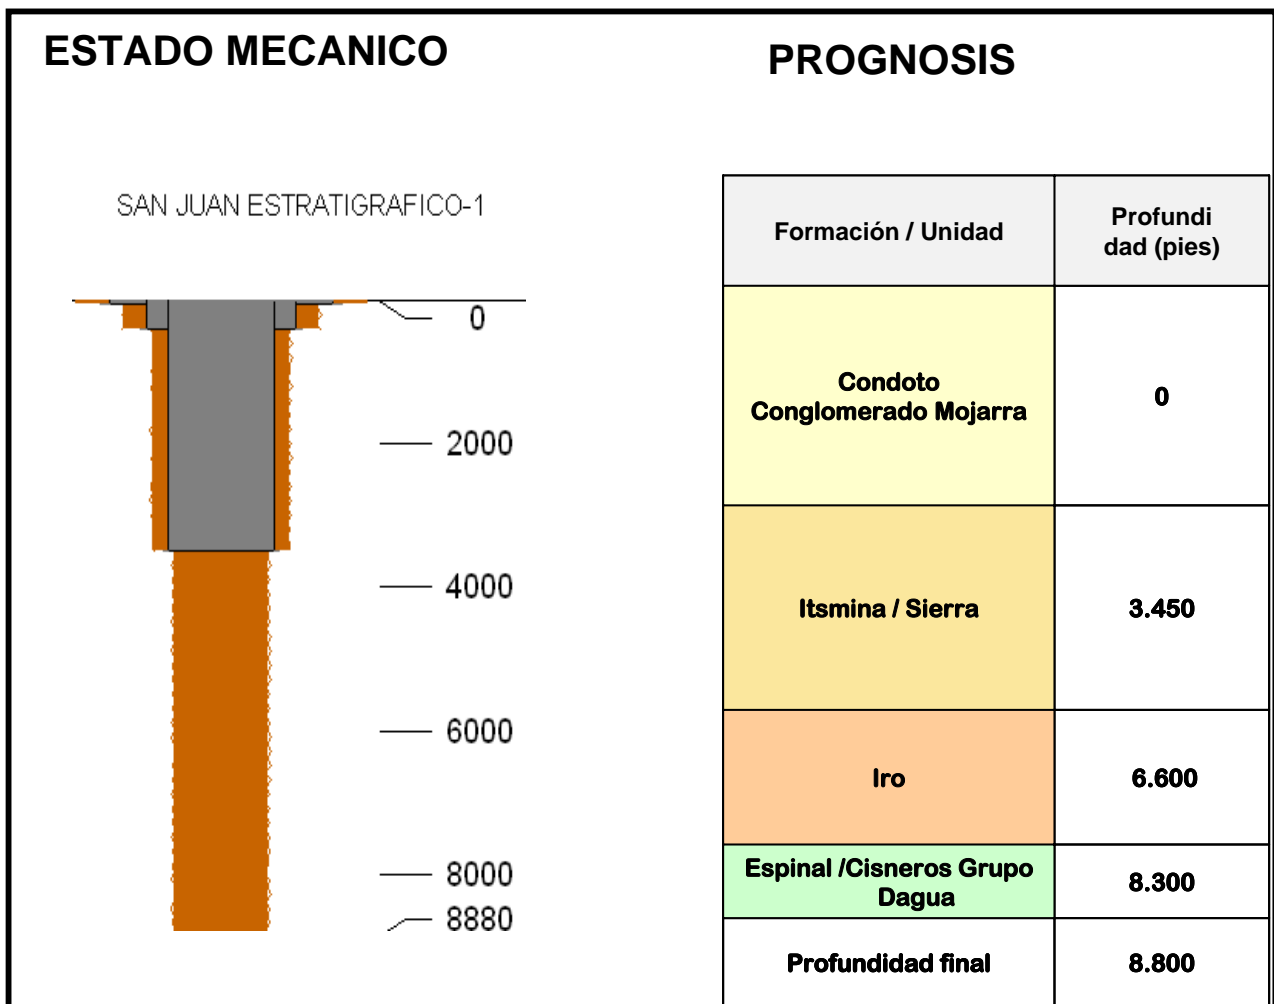 ESTADO MECANICO
PROGNOSIS
SAN JUAN ESTRATIGRAFICO-1
0
2000
4000
6000
8000
8880
Formación / Unidad
Profundi
dad (pies)
Condoto
Conglomerado Mojarra
0
Itsmina / Sierra
3.450
Iro
6.600
Espinal /Cisneros Grupo
Dagua
8.300
Profundidad final
8.800